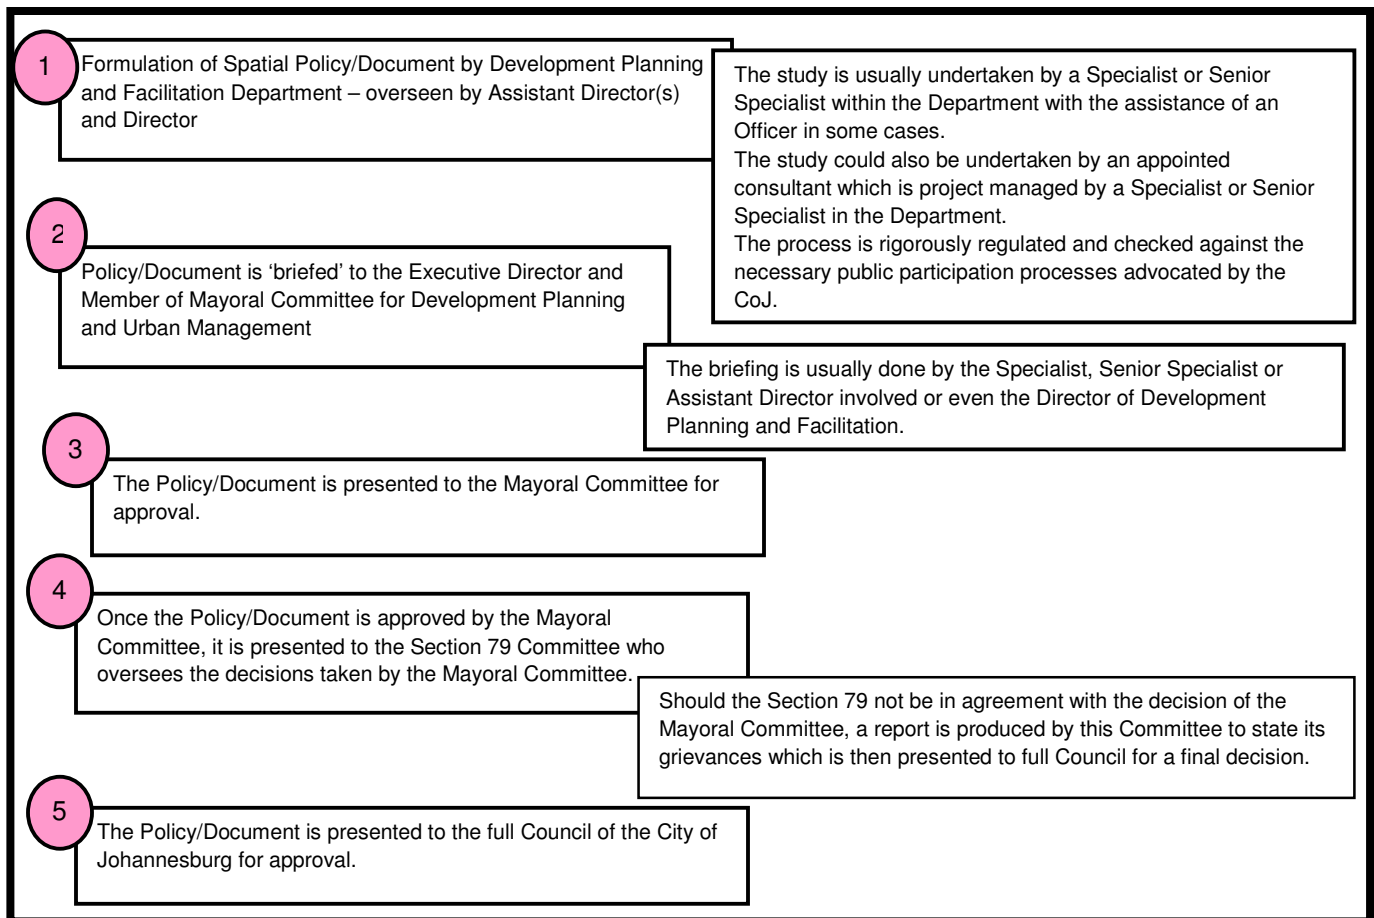 1
Formulation of Spatial Policy/Document by Development Planning
and Facilitation Department – overseen by Assistant Director(s)
and Director
The study is usually undertaken by a Specialist or Senior
Specialist within the Department with the assistance of an
Officer in some cases.
The study could also be undertaken by an appointed
consultant which is project managed by a Specialist or Senior
Specialist in the Department.
The process is rigorously regulated and checked against the
necessary public participation processes advocated by the
CoJ.
2
Policy/Document is ‘briefed’ to the Executive Director and
Member of Mayoral Committee for Development Planning
and Urban Management
The briefing is usually done by the Specialist, Senior Specialist or
Assistant Director involved or even the Director of Development
Planning and Facilitation.
3
The Policy/Document is presented to the Mayoral Committee for
approval.
4
Once the Policy/Document is approved by the Mayoral
Committee, it is presented to the Section 79 Committee who
oversees the decisions taken by the Mayoral Committee.
Should the Section 79 not be in agreement with the decision of the
Mayoral Committee, a report is produced by this Committee to state its
grievances which is then presented to full Council for a final decision.
5
The Policy/Document is presented to the full Council of the City of
Johannesburg for approval.